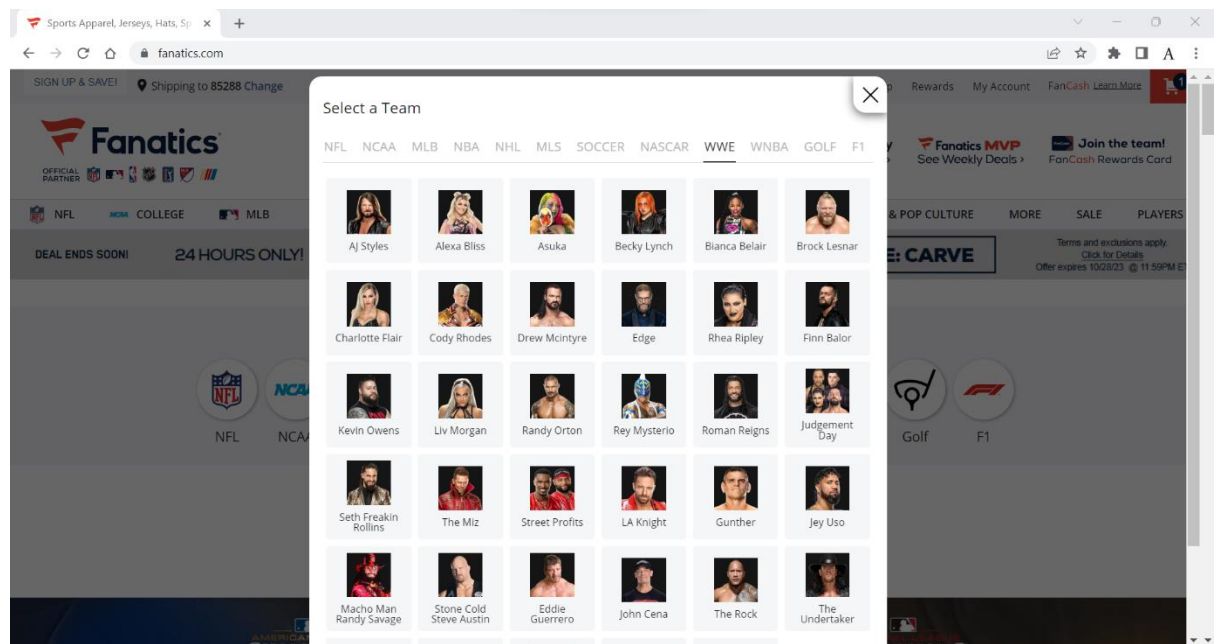 Sports Apparel, Jerseys, Hats, Sp
fanatics.com
SIGN UP & SAVE!
Shipping to 85288 Change
Rewards
My Account
FanCash Learn More
1
Select a Team
Fanatics
OFFICIAL PARTNER
NFL NCAA MLB NBA NHL MLS SOCCER NASCAR WWE WNBA GOLF F1
Fanatics MVP
See Weekly Deals ›
Join the team!
FanCash Rewards Card
NFL
COLLEGE
MLB
& POP CULTURE
MORE
SALE
PLAYERS
DEAL ENDS SOON!
24 HOURS ONLY!
E: CARVE
Terms and exclusions apply.
Click for Details
Offer expires 10/28/23 @ 11:59PM ET
AJ Styles
Alexa Bliss
Asuka
Becky Lynch
Bianca Belair
Brock Lesnar
Charlotte Flair
Cody Rhodes
Drew Mcintyre
Edge
Rhea Ripley
Finn Balor
Kevin Owens
Liv Morgan
Randy Orton
Rey Mysterio
Roman Reigns
Judgement
Day
NFL
NCAA
Golf
F1
Seth Freakin
Rollins
The Miz
Street Profits
LA Knight
Gunther
Jey Uso
Macho Man
Randy Savage
Stone Cold
Steve Austin
Eddie
Guerrero
John Cena
The Rock
The
Undertaker